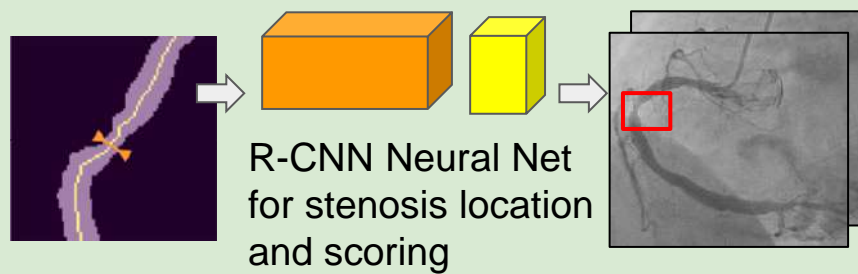 R-CNN Neural Net
for stenosis location
and scoring